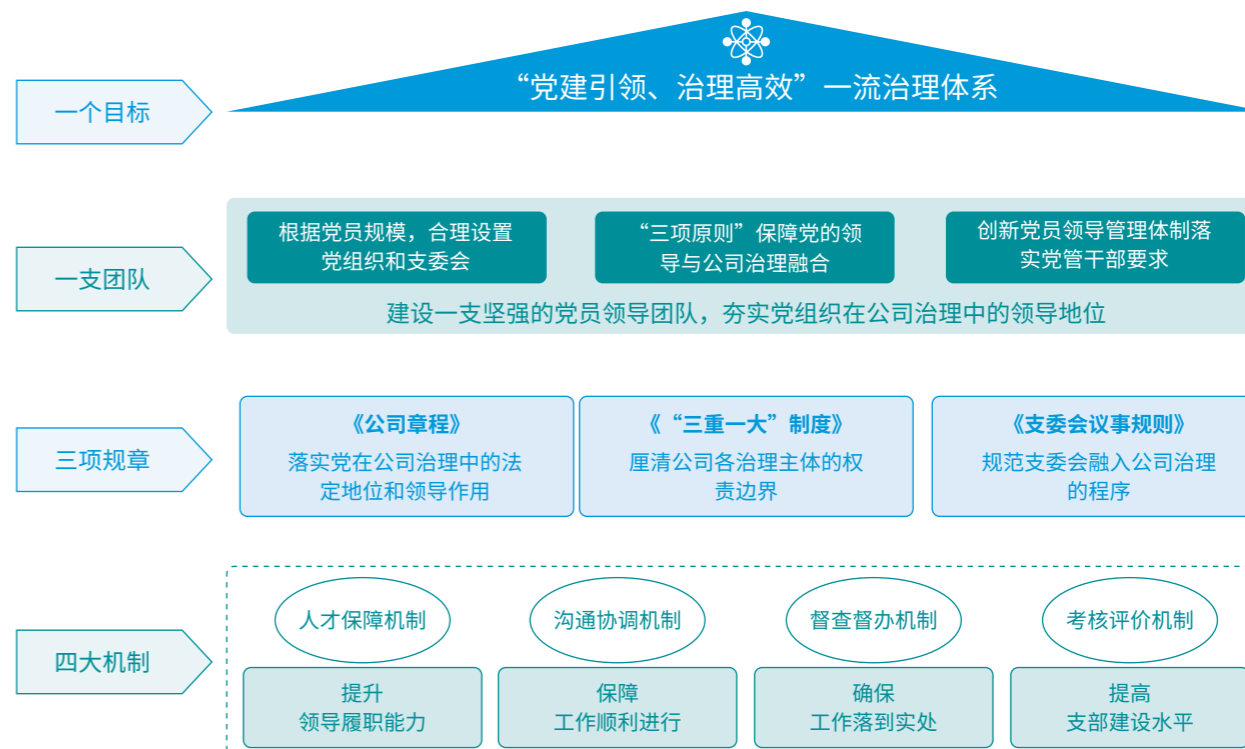 “党建引领、治理高效”一流治理体系
一个目标
根据党员规模，合理设置
党组织和支委会
“三项原则”保障党的领
导与公司治理融合
创新党员领导管理体制落
实党管干部要求
一支团队
建设一支坚强的党员领导团队，夯实党组织在公司治理中的领导地位
三项规章
《公司章程》
落实党在公司治理中的法
定地位和领导作用
《“三重一大”制度》
厘清公司各治理主体的权
责边界
《支委会议事规则》
规范支委会融入公司治理
的程序
四大机制
人才保障机制
提升
领导履职能力
沟通协调机制
保障
工作顺利进行
督查督办机制
确保
工作落到实处
考核评价机制
提高
支部建设水平